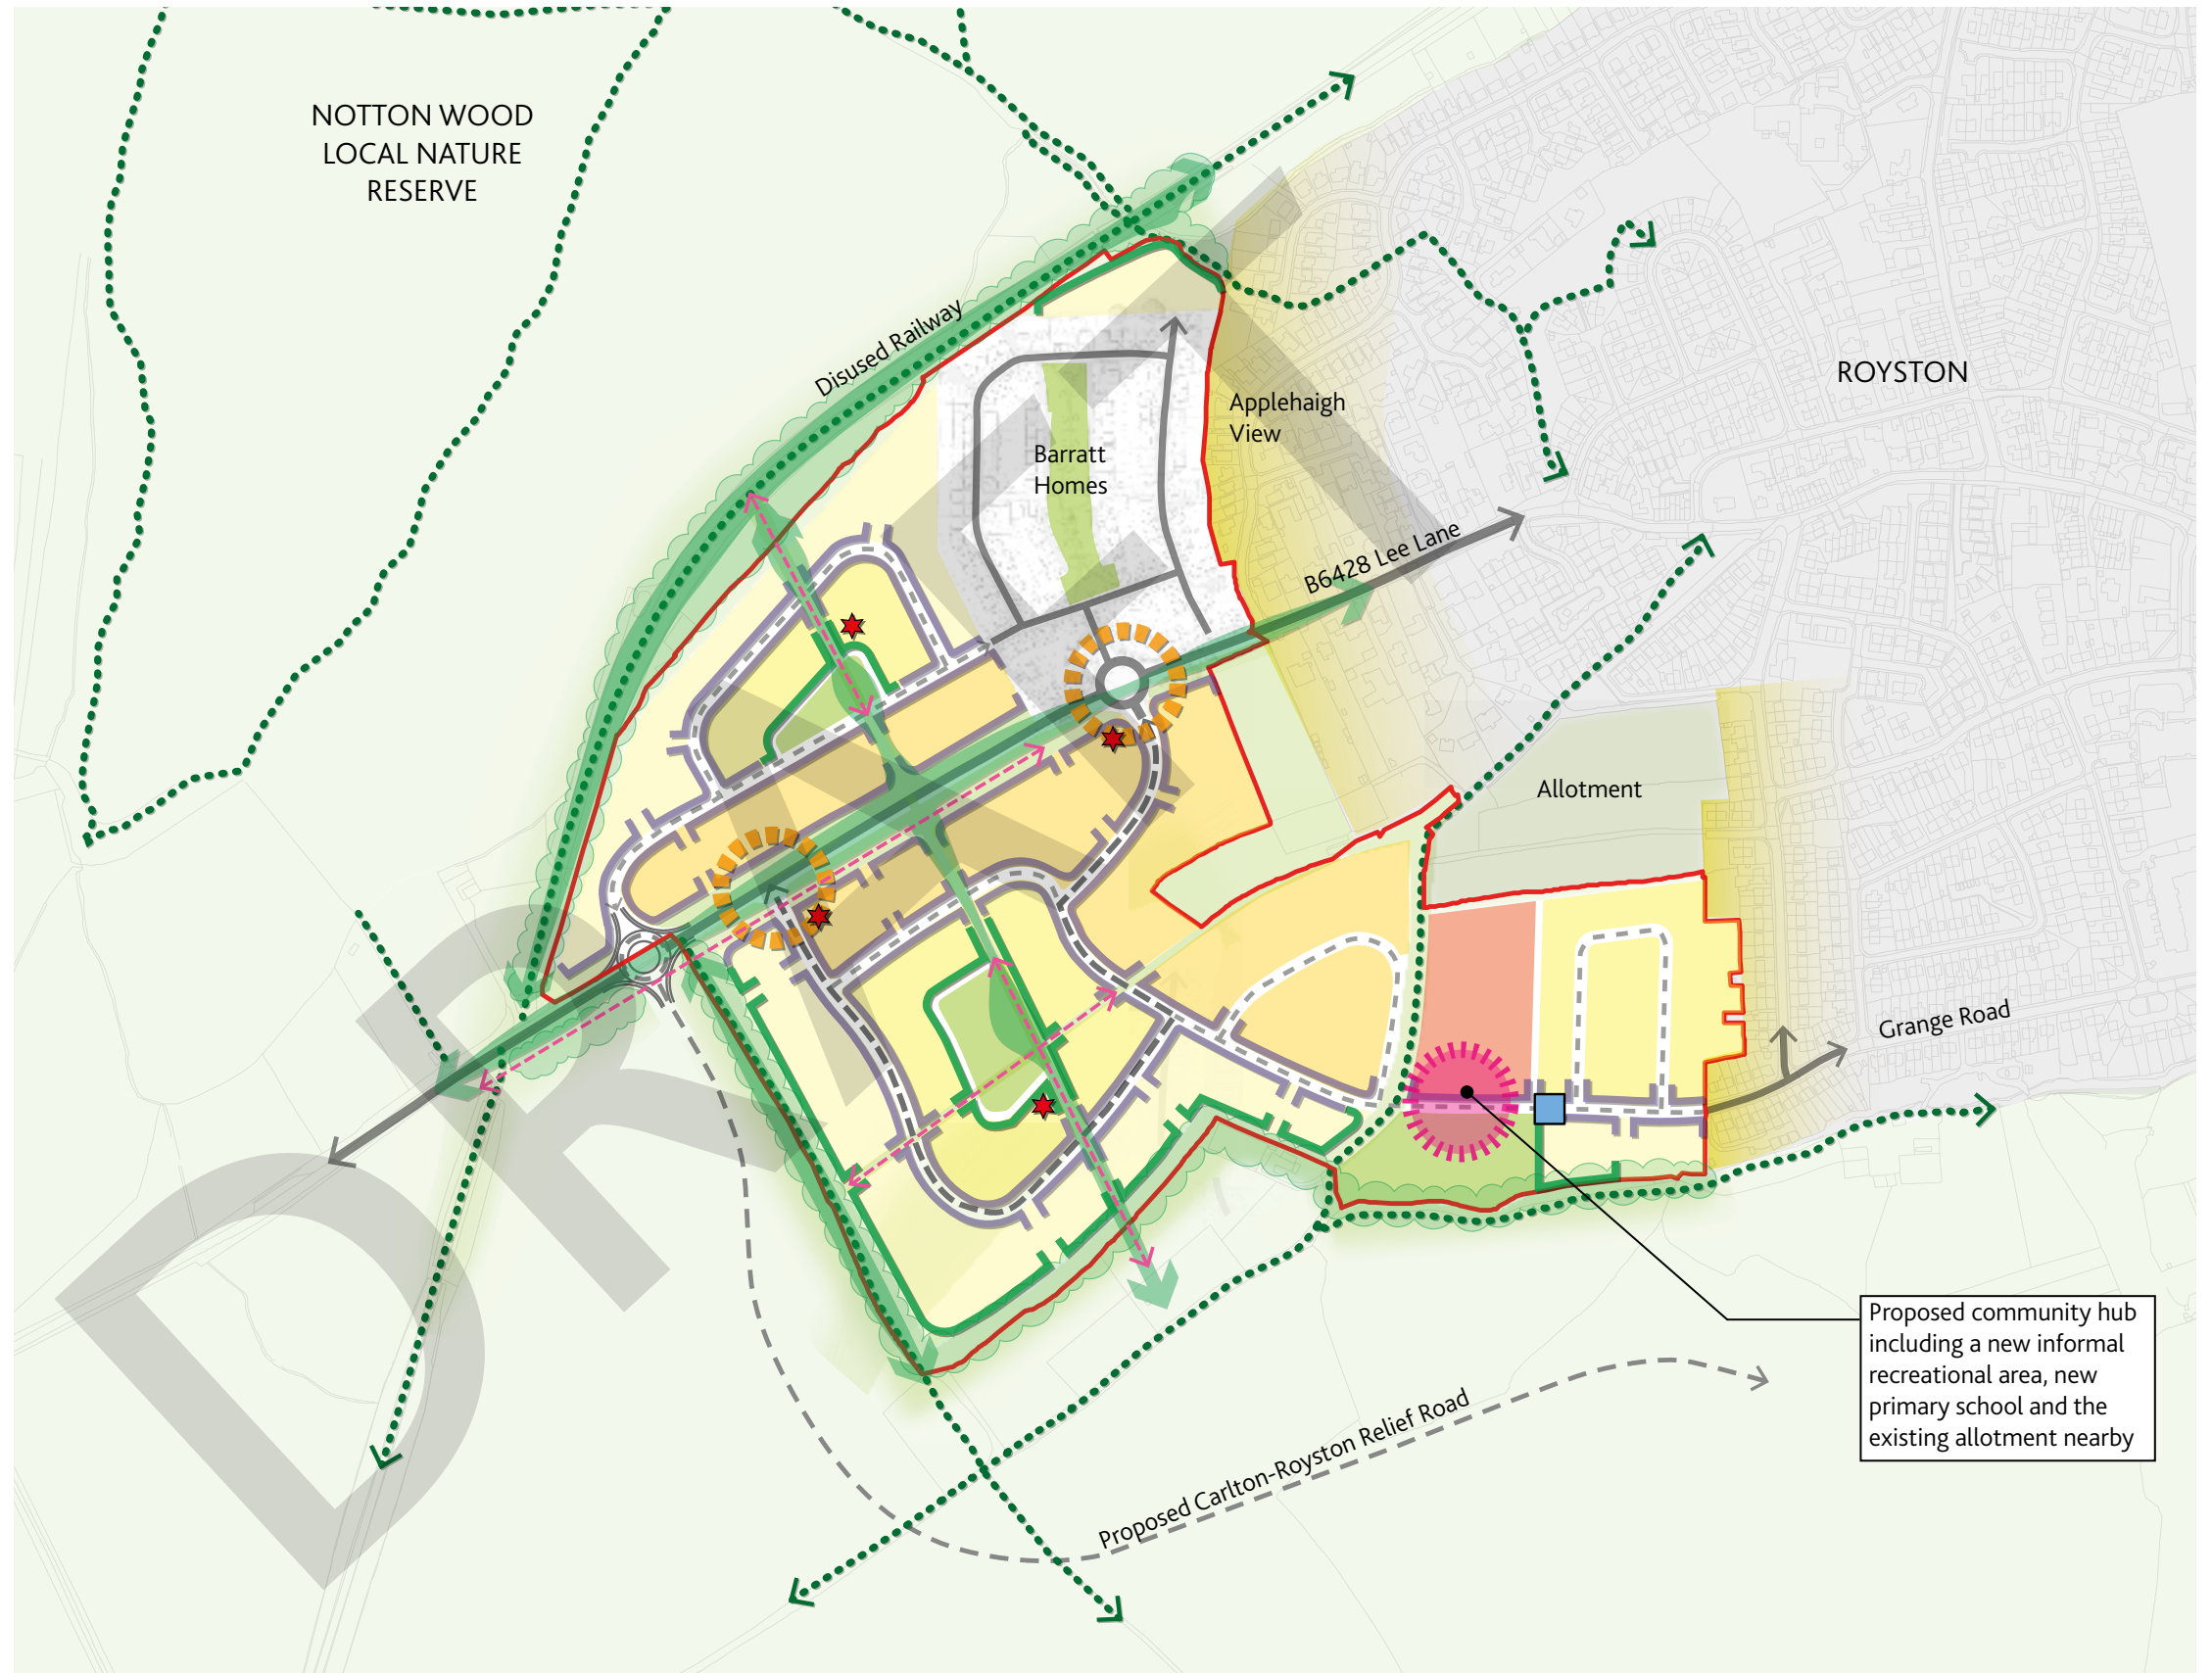 NOTTON WOOD
LOCAL NATURE
RESERVE
Disused Railway
ROYSTON
Applehaigh
View
Barratt
Homes
B6428 Lee Lane
Allotment
Grange Road
Proposed community hub
including a new informal
recreational area, new
primary school and the
existing allotment nearby
Proposed Carlton-Royston Relief Road
DRAFT